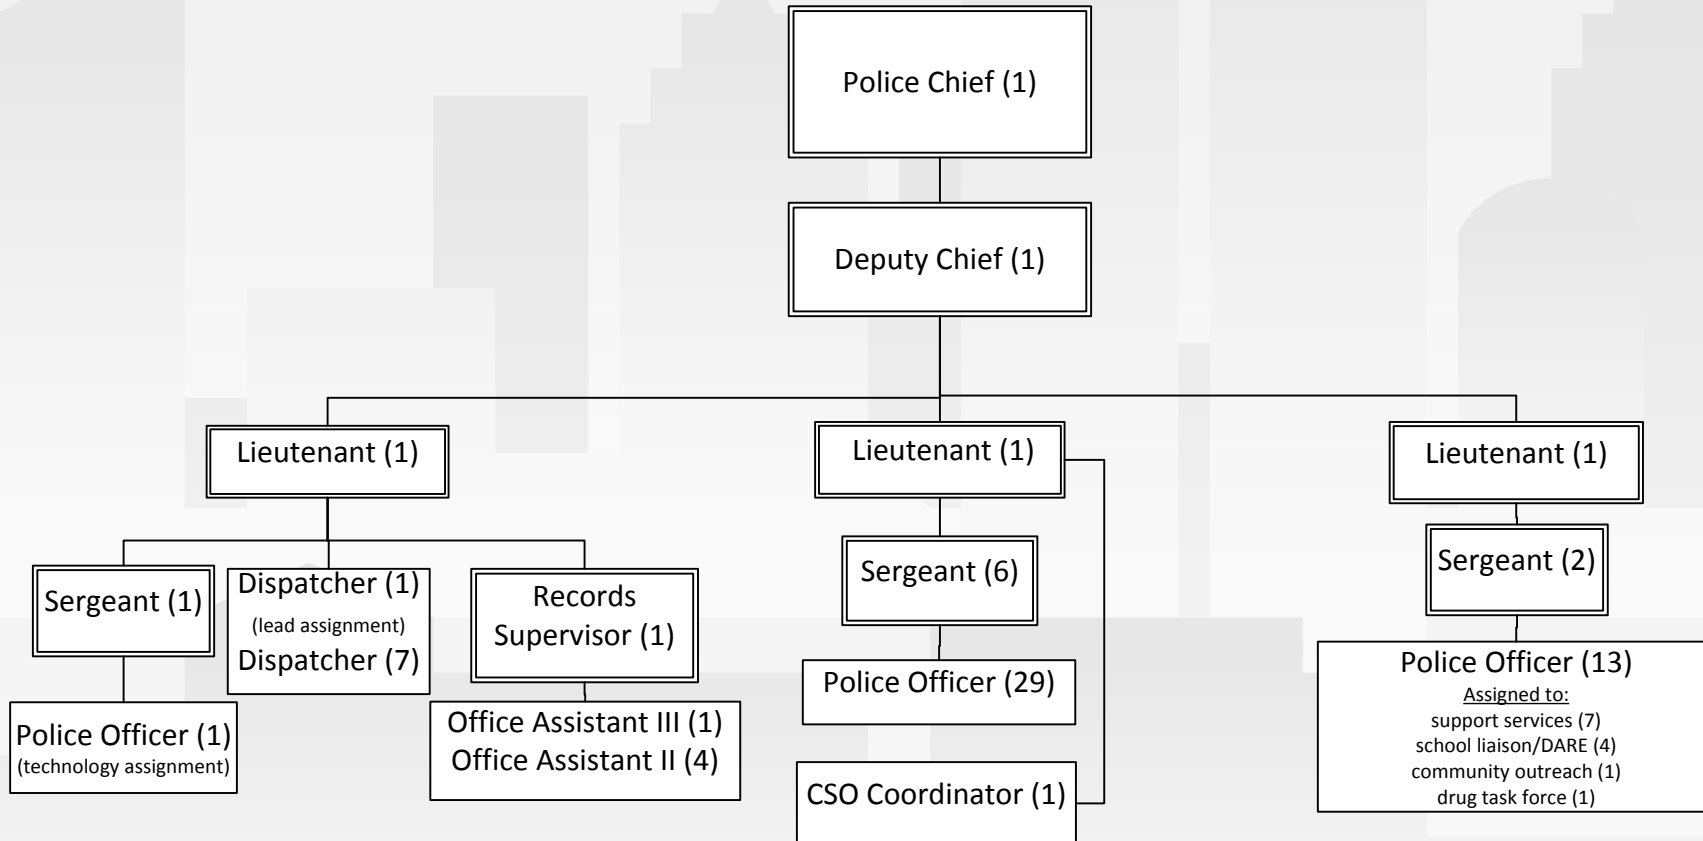 Police Chief (1)
Deputy Chief (1)
Lieutenant (1)
Lieutenant (1)
Lieutenant (1)
Sergeant (1)
Dispatcher (1)
(lead assignment)
Dispatcher (7)
Records
Supervisor (1)
Sergeant (6)
Sergeant (2)
Police Officer (1)
(technology assignment)
Office Assistant III (1)
Office Assistant II (4)
Police Officer (29)
CSO Coordinator (1)
Police Officer (13)
Assigned to:
support services (7)
school liaison/DARE (4)
community outreach (1)
drug task force (1)